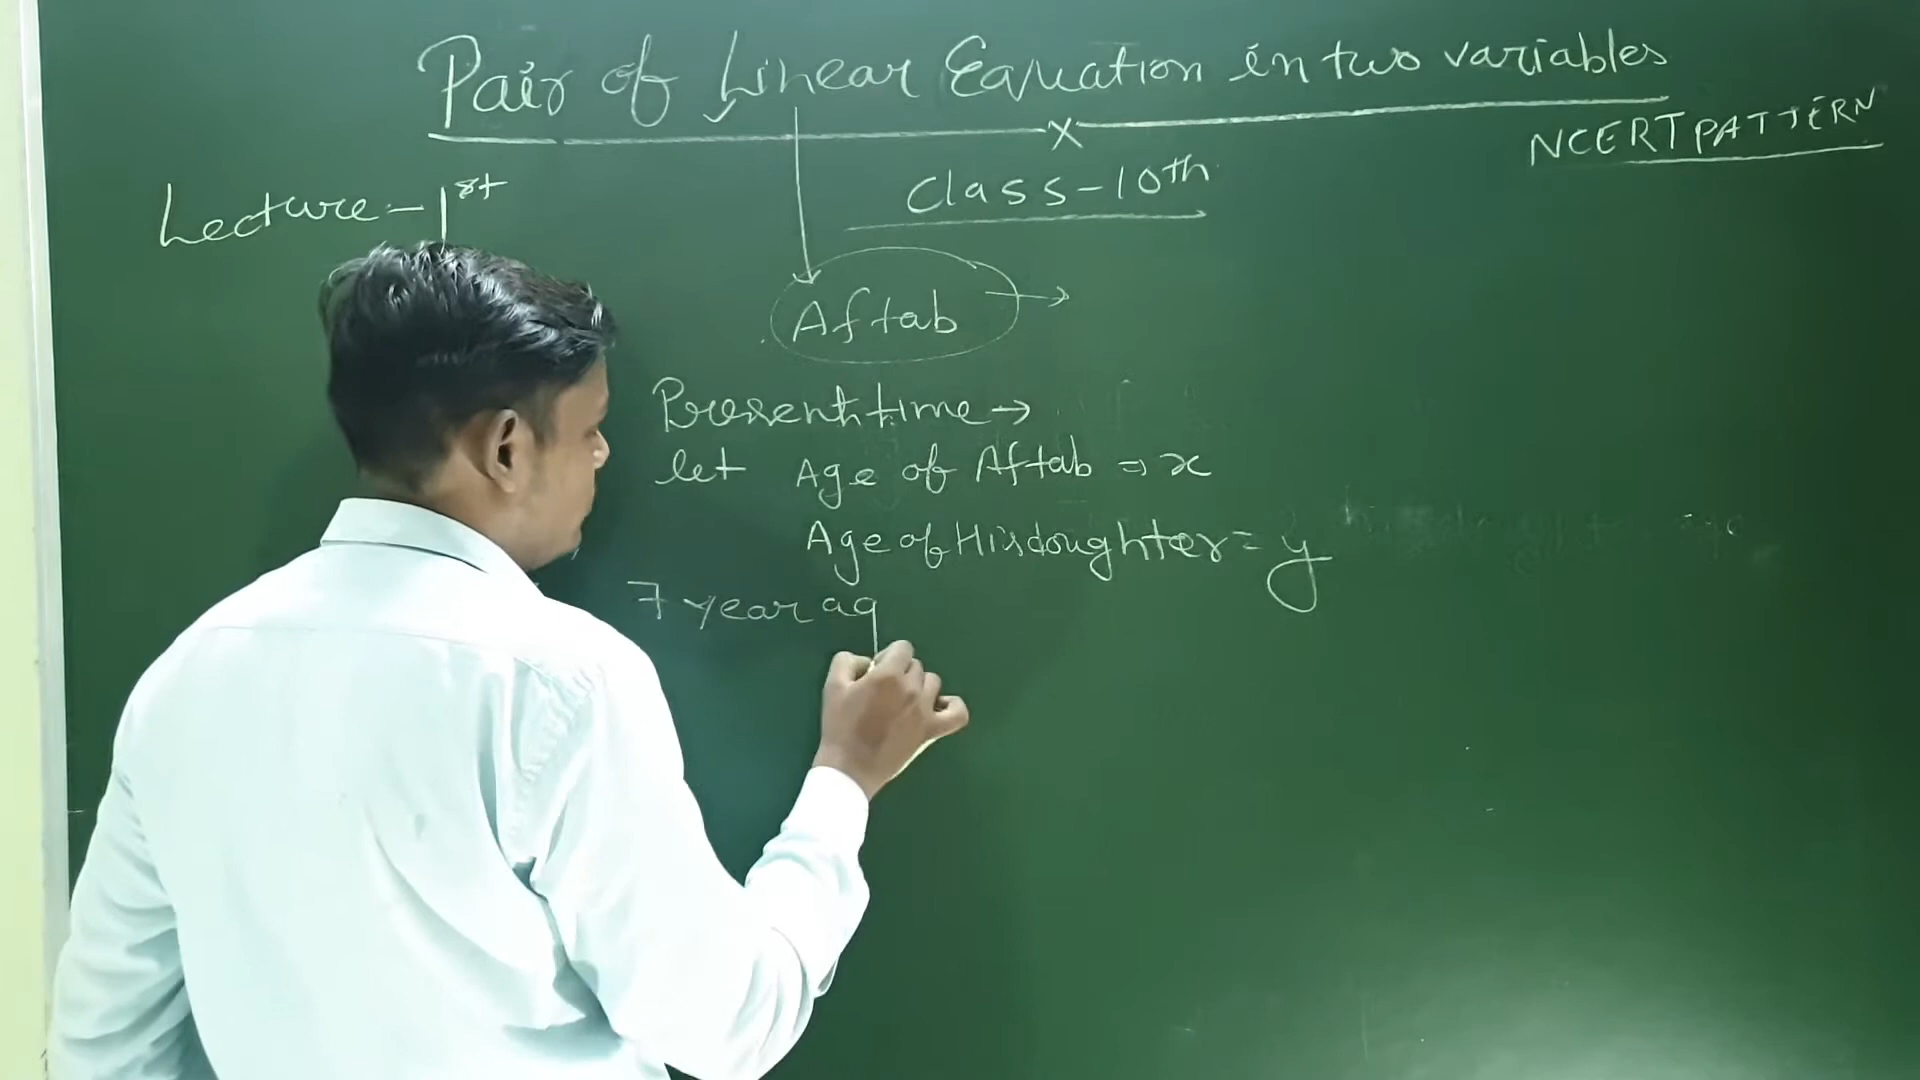 Pair of Linear Equation in two variables
X
NCERT PATTERN
Class-10th
Lecture-1st
Aftab
Present time →
let Age of Aftab ⇒ x
Age of His doughter = y
7 year ag